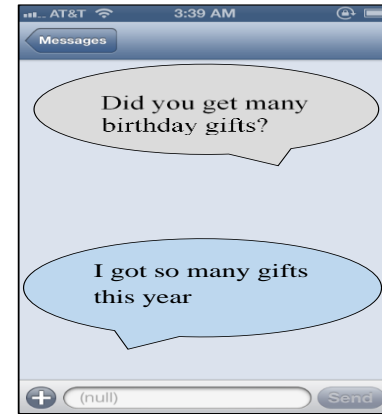 AT&T 3:39 AM
Messages
Did you get many
birthday gifts?
I got so many gifts
this year
(null) Send